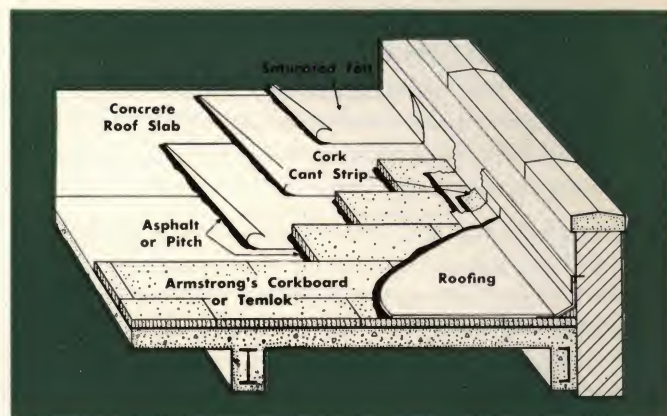 Saturated Felt
Concrete
Roof Slab
Cork
Cant Strip
Asphalt
or Pitch
Armstrong's Corkboard
or Temlok
Roofing